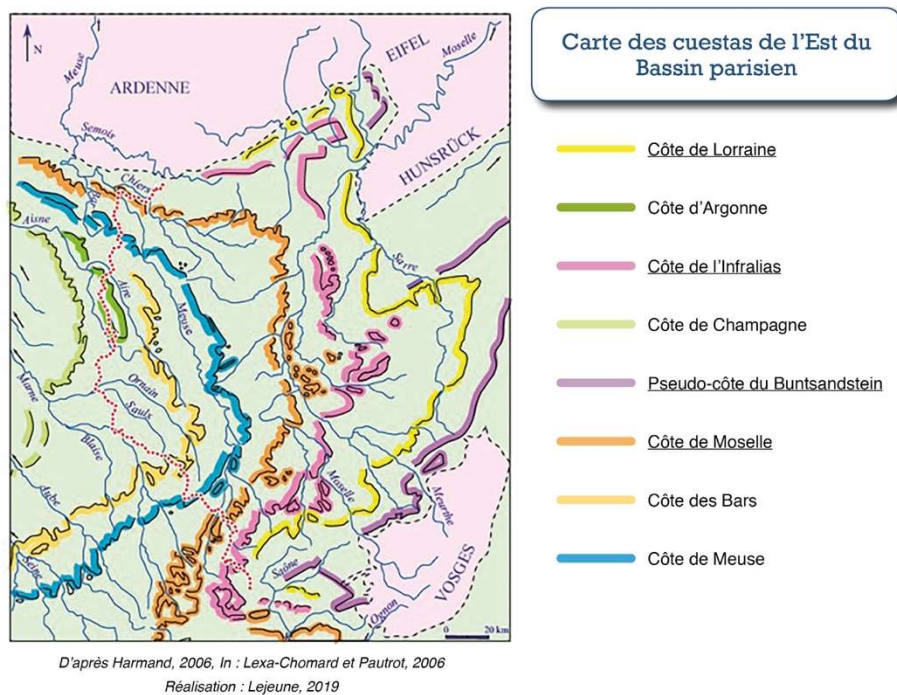 N
Meuse
ARDENNE
EIFEL
Moselle
Semois
HUNSRÜCK
Chiers
Bar
Aisne
Aire
Meuse
Sarre
Marne
Ornain
Saulx
Blaise
Aube
Seine
Moselle
Meurthe
Saône
Ognon
VOSGES
0 20 km
D'après Harmand, 2006, In : Lexa-Chomard et Pautrot, 2006
Réalisation : Lejeune, 2019
Carte des cuestas de l'Est du
Bassin parisien
Côte de Lorraine
Côte d'Argonne
Côte de l'Infralias
Côte de Champagne
Pseudo-côte du Buntsandstein
Côte de Moselle
Côte des Bars
Côte de Meuse